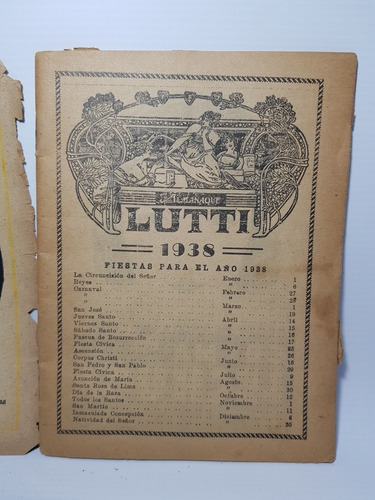 ALMANAQUE
LUTTI
1938
FIESTAS PARA EL AÑO 1938
La Circuncisión del Señor Enero 1
Reyes " 6
Carnaval Febrero 27
" " 28
" Marzo 1
San José " 19
Jueves Santo Abril 14
Viernes Santo " 15
Sábado Santo " 16
Pascua de Resurrección " 17
Fiesta Cívica Mayo 25
Ascensión " 26
Corpus Christi Junio 16
San Pedro y San Pablo " 29
Fiesta Cívica Julio 9
Asunción de María Agosto 15
Santa Rosa de Lima " 30
Día de la Raza Octubre 12
Todos los Santos Noviembre 1
San Martín " 11
Inmaculada Concepción Diciembre 8
Natividad del Señor " 25